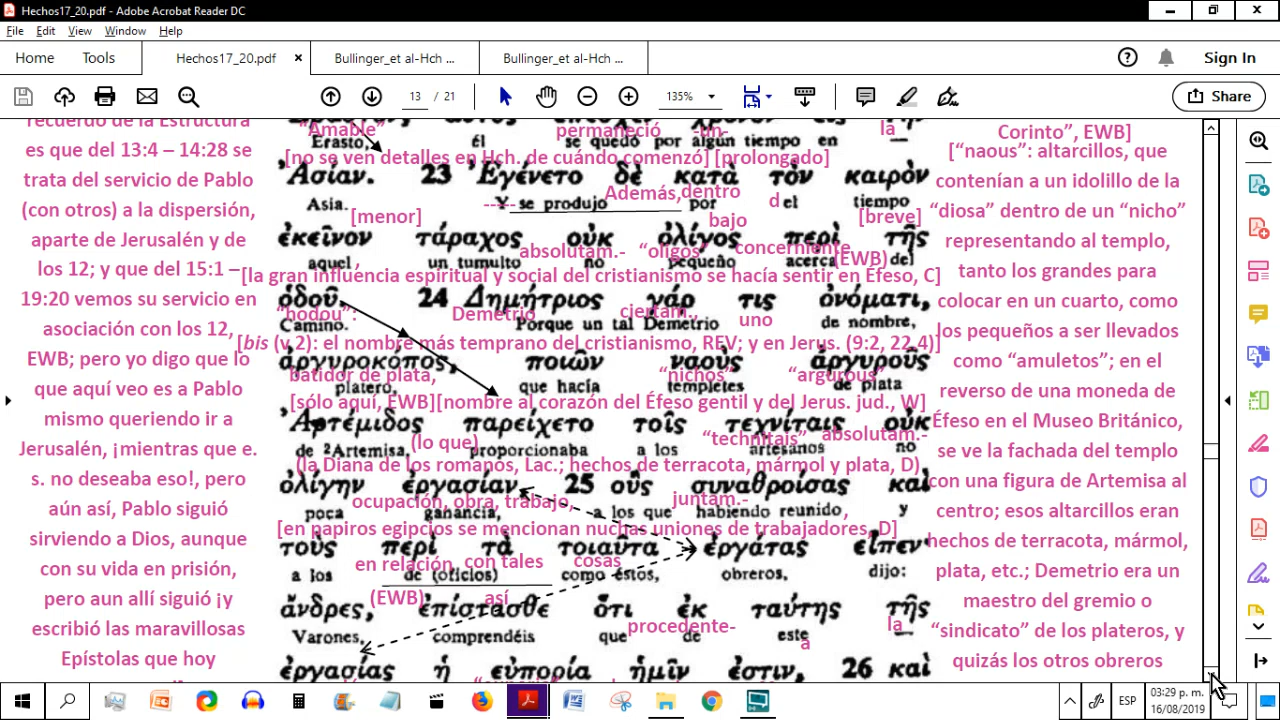 Hechos17_20.pdf - Adobe Acrobat Reader DC
File Edit View Window Help
Home Tools Hechos17_20.pdf × Bullinger_et al-Hch ... Bullinger_et al-Hch ... Sign In
13 / 21 135% Share
recuerdo de la Estructura
es que del 13:4 – 14:28 se
trata del servicio de Pablo
(con otros) a la dispersión,
aparte de Jerusalén y de
los 12; y que del 15:1 –
19:20 vemos su servicio en
asociación con los 12,
EWB; pero yo digo que lo
que aquí veo es a Pablo
mismo queriendo ir a
Jerusalén, ¡mientras que e.
s. no deseaba eso!, pero
aún así, Pablo siguió
sirviendo a Dios, aunque
con su vida en prisión,
pero aun allí siguió ¡y
escribió las maravillosas
Epístolas que hoy
"Amable" permaneció -un- la
Erasto, él se quedó por algún tiempo en
[no se ven detalles en Hch. de cuándo comenzó] [prolongado]
Ἀσίαν. 23 Ἐγένετο δὲ κατὰ τὸν καιρὸν
Además, dentro d
Asia. Y se produjo por el tiempo
[menor] ----- bajo [breve]
ἐκεῖνον τάραχος οὐκ ὀλίγος περὶ τῆς
absolutam.- "oligos" concerniente
aquel, un tumulto no pequeño acerca (EWB) del
[la gran influencia espiritual y social del cristianismo se hacía sentir en Éfeso, C]
ὁδοῦ. 24 Δημήτριος γάρ τις ὀνόματι,
"hodou": Demetrio ciertam., uno
Camino. Porque un tal Demetrio de nombre,
[bis (v.2): el nombre más temprano del cristianismo, REV; y en Jerus. (9:2, 22,4)]
ἀργυροκόπος, ποιῶν ναοὺς ἀργυροῦς
batidor de plata, "nichos" "argurous"
platero, que hacía templetes de plata
[sólo aquí, EWB][nombre al corazón del Éfeso gentil y del Jerus. jud., W]
Ἀρτέμιδος παρείχετο τοῖς τεχνίταις οὐκ
(lo que) "technitais" absolutam.-
de ²Artemisa, proporcionaba a los artesanos no
(la Diana de los romanos, Lac.; hechos de terracota, mármol y plata, D)
ὀλίγην ἐργασίαν, 25 οὓς συναθροίσας καὶ
ocupación, obra, trabajo, juntam.-
poca ganancia, a los que habiendo reunido, y
[en papiros egipcios se mencionan nuchas uniones de trabajadores, D]
τοὺς περὶ τὰ τοιαῦτα ἐργάτας εἶπεν·
en relación, con tales cosas
a los de (oficios) como éstos, obreros, dijo:
(EWB) así
ἄνδρες, ἐπίστασθε ὅτι ἐκ ταύτης τῆς
procedente- la
Varones, comprendéis que de este
a
ἐργασίας ἡ εὐπορία ἡμῖν ἐστιν, 26 καὶ
Corinto", EWB]
["naous": altarcillos, que
contenían a un idolillo de la
"diosa" dentro de un "nicho"
representando al templo,
tanto los grandes para
colocar en un cuarto, como
los pequeños a ser llevados
como "amuletos"; en el
reverso de una moneda de
Éfeso en el Museo Británico,
se ve la fachada del templo
con una figura de Artemisa al
centro; esos altarcillos eran
hechos de terracota, mármol,
plata, etc.; Demetrio era un
maestro del gremio o
"sindicato" de los plateros, y
quizás los otros obreros
ESP 03:29 p. m.
16/08/2019